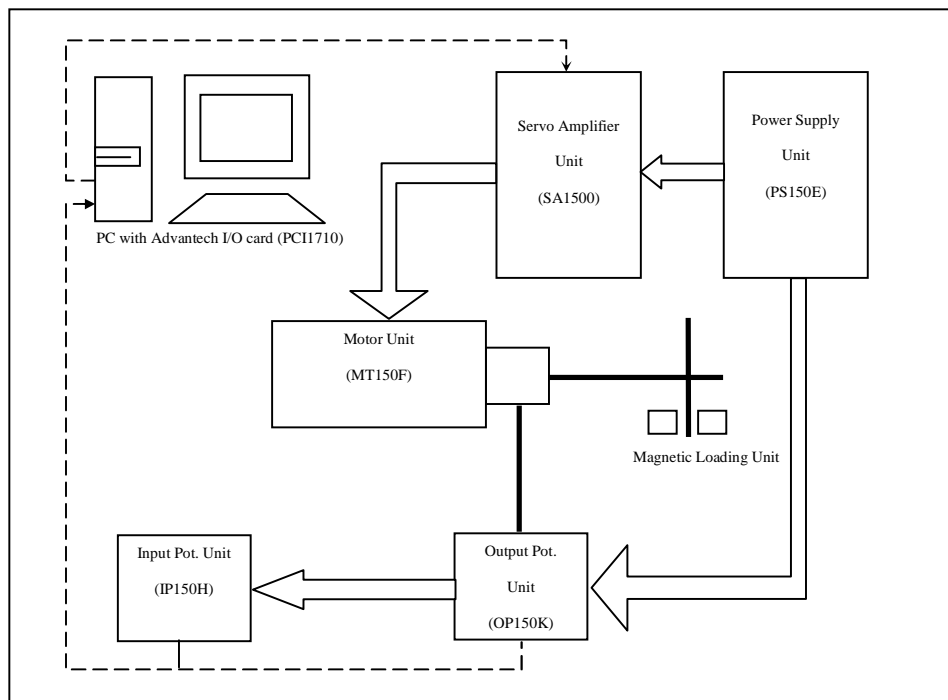 Servo Amplifier
Unit
(SA1500)
Power Supply
Unit
(PS150E)
PC with Advantech I/O card (PCI1710)
Motor Unit
(MT150F)
Magnetic Loading Unit
Input Pot. Unit
(IP150H)
Output Pot.
Unit
(OP150K)